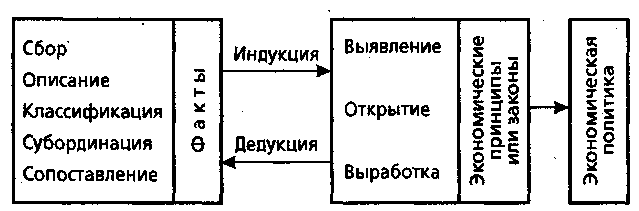 Сбор
Описание
Классификация
Субординация
Сопоставление
Факты
Индукция
Дедукция
Выявление
Открытие
Выработка
Экономические
принципы
или законы
Экономическая
политика